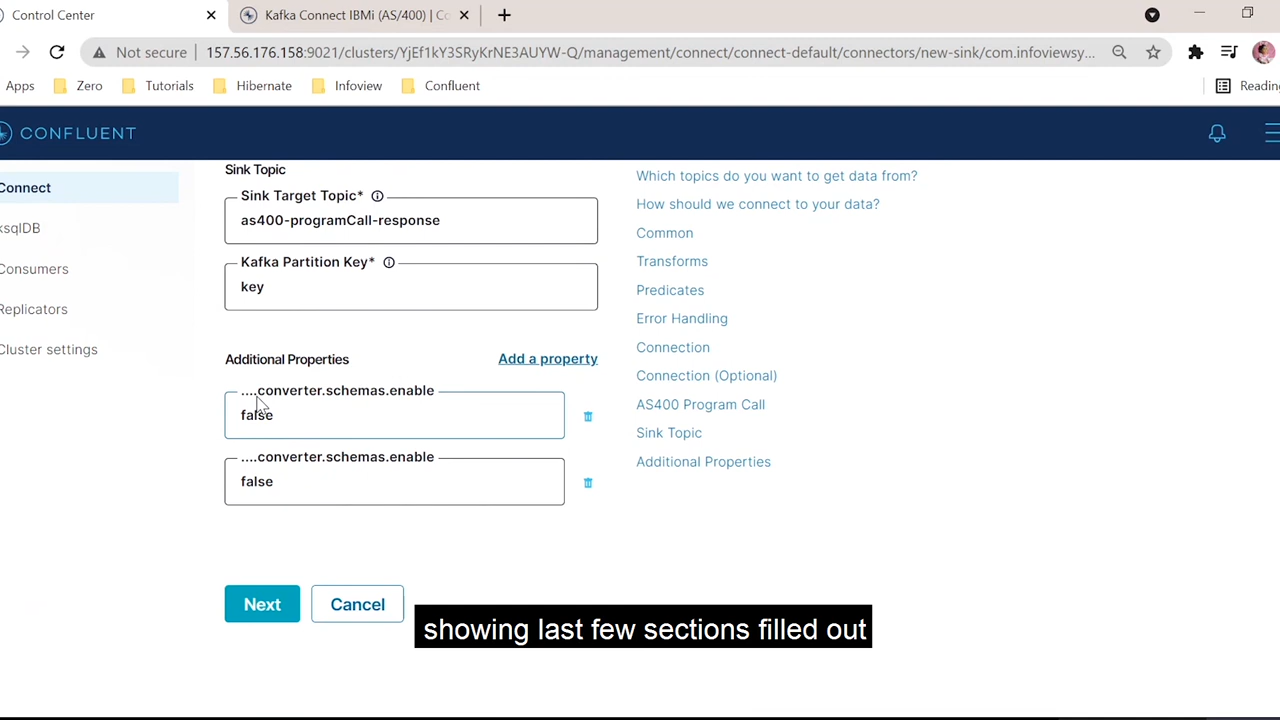 Control Center
Kafka Connect IBMi (AS/400) | Co
Not secure
157.56.176.158:9021/clusters/YjEf1kY3SRyKrNE3AUYW-Q/management/connect/connect-default/connectors/new-sink/com.infoviewsy...
Apps
Zero
Tutorials
Hibernate
Infoview
Confluent
Reading
CONFLUENT
Connect
ksqlDB
Consumers
Replicators
Cluster settings
Sink Topic
Sink Target Topic*
as400-programCall-response
Kafka Partition Key*
key
Additional Properties
Add a property
....converter.schemas.enable
false
....converter.schemas.enable
false
Next
Cancel
Which topics do you want to get data from?
How should we connect to your data?
Common
Transforms
Predicates
Error Handling
Connection
Connection (Optional)
AS400 Program Call
Sink Topic
Additional Properties
showing last few sections filled out